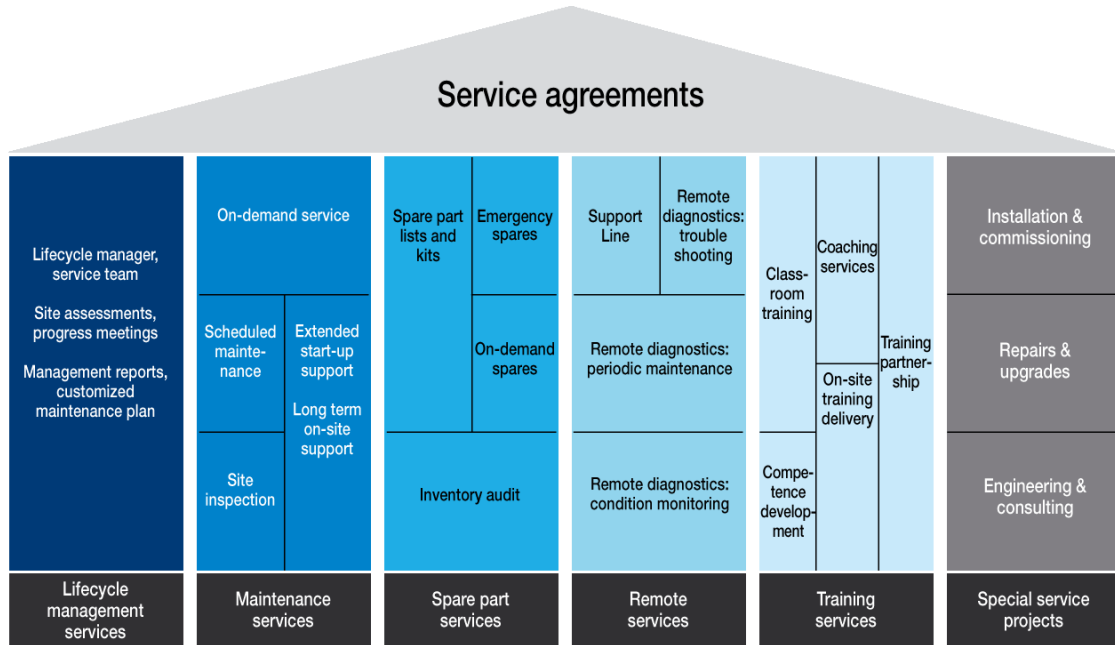 Service agreements
Lifecycle manager,
service team
Site assessments,
progress meetings
Management reports,
customized
maintenance plan
Lifecycle
management
services
On-demand service
Scheduled
mainte-
nance
Extended
start-up
support
Long term
on-site
support
Site
inspection
Maintenance
services
Spare part
lists and
kits
Emergency
spares
On-demand
spares
Inventory audit
Spare part
services
Support
Line
Remote
diagnostics:
trouble
shooting
Remote diagnostics:
periodic maintenance
Remote diagnostics:
condition monitoring
Remote
services
Class-
room
training
Coaching
services
Training
partner-
ship
On-site
training
delivery
Compe-
tence
develop-
ment
Training
services
Installation &
commissioning
Repairs &
upgrades
Engineering &
consulting
Special service
projects